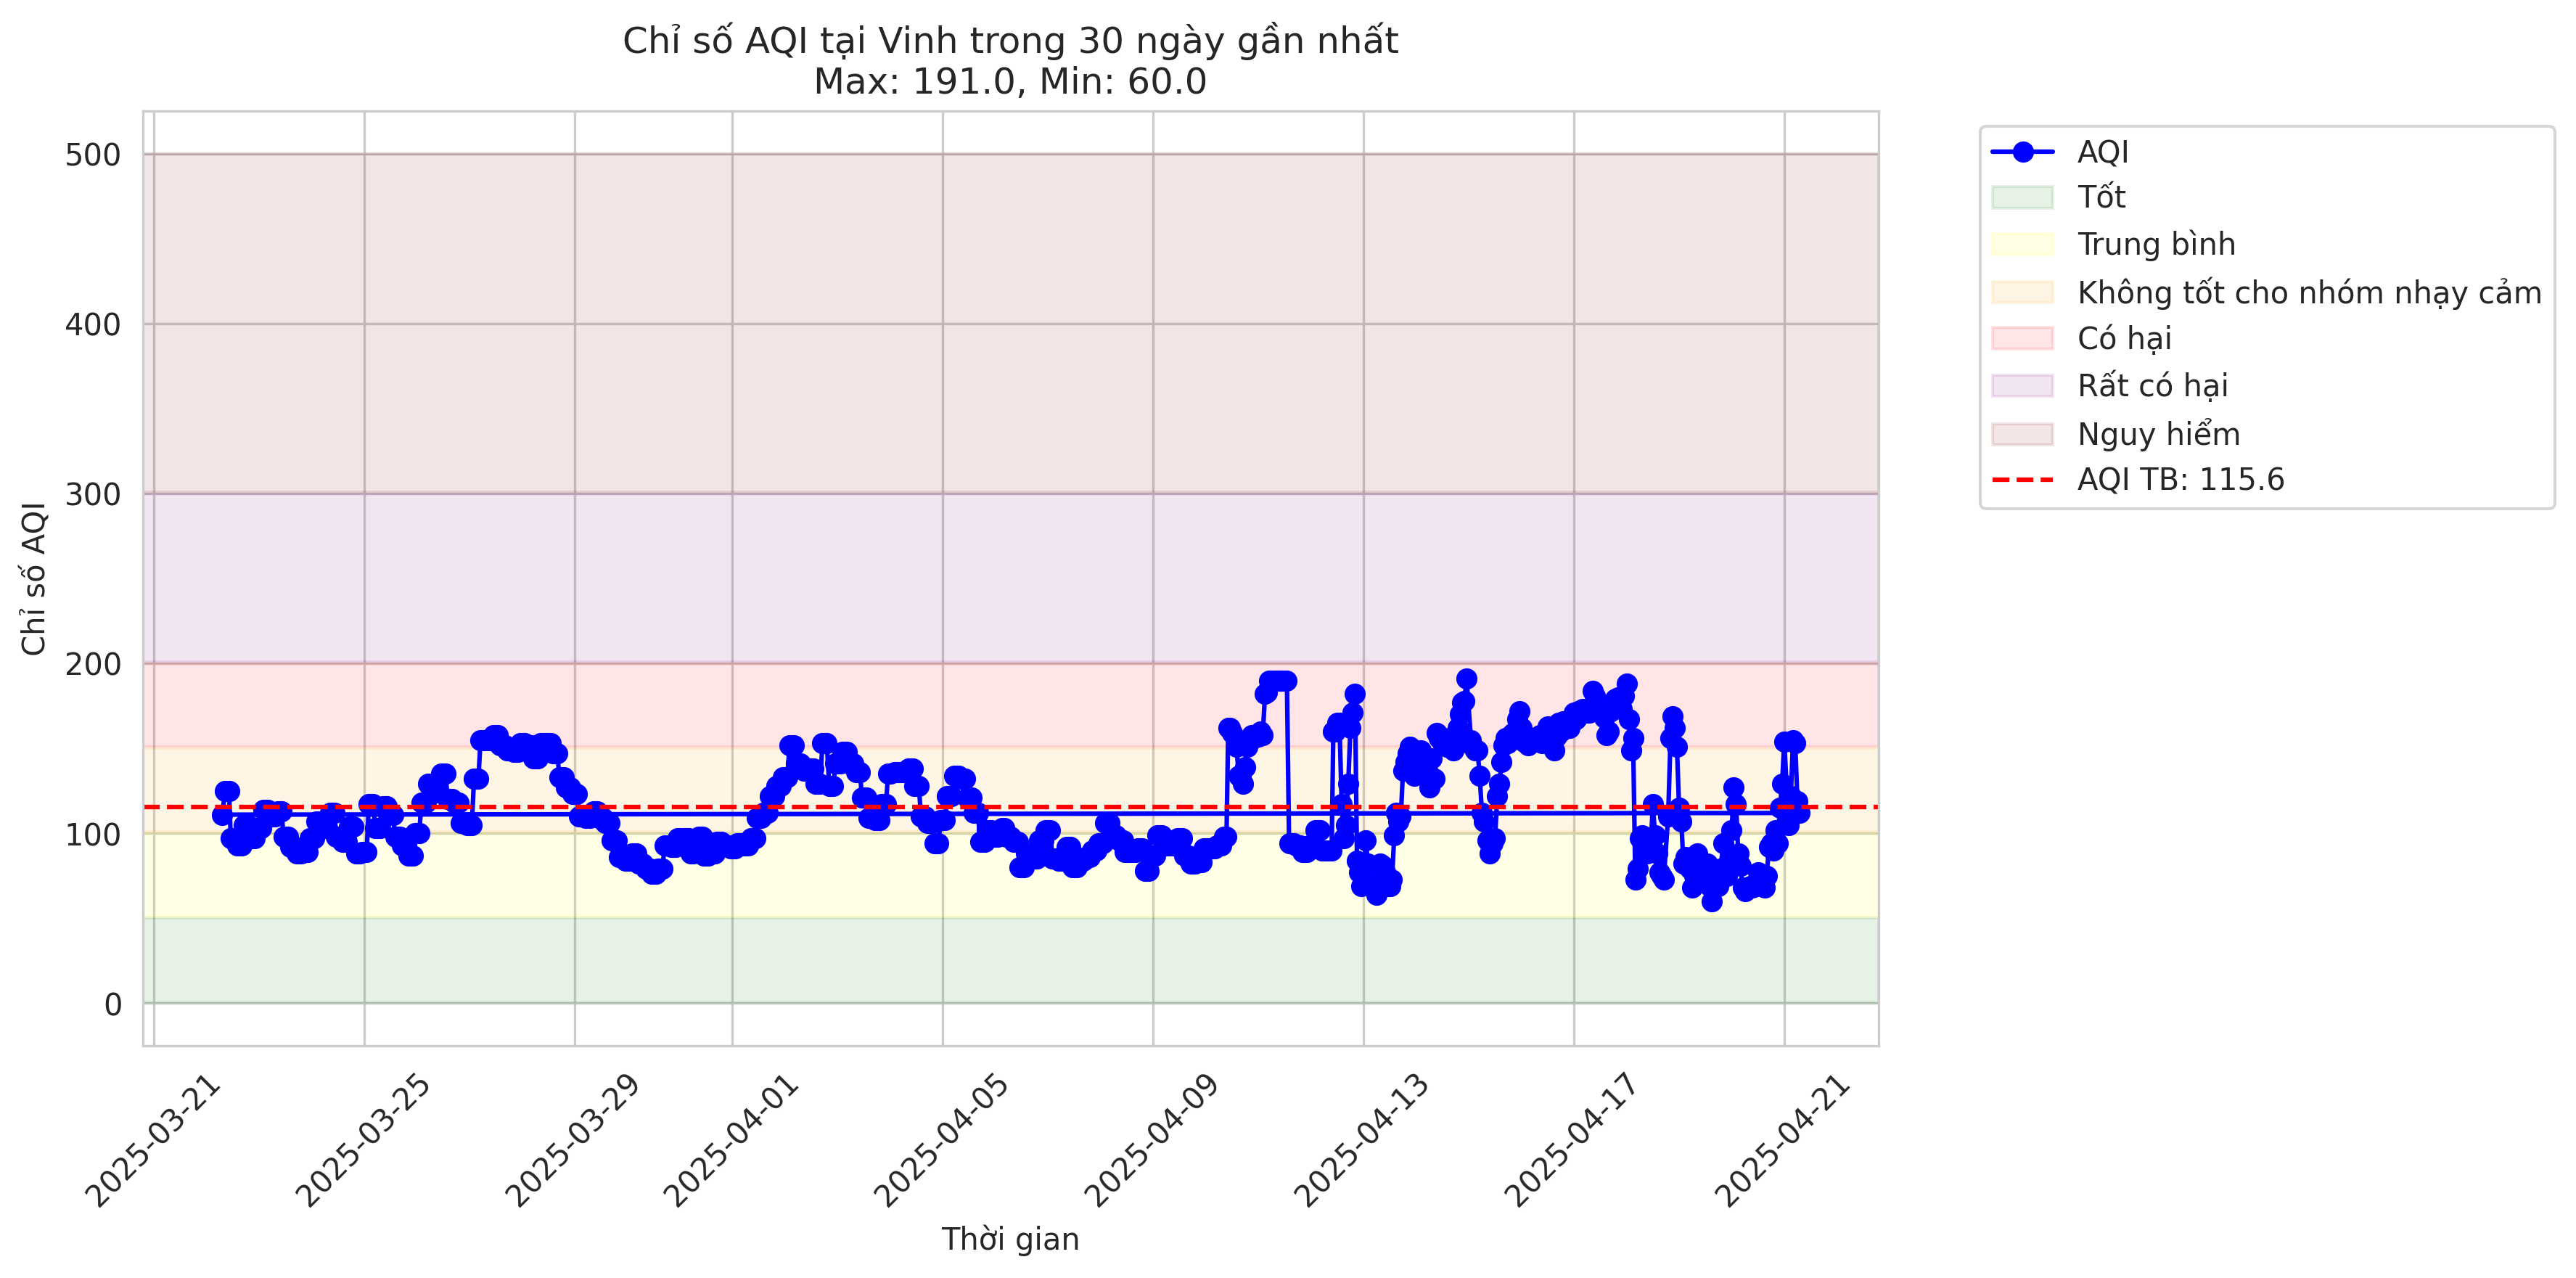 Chỉ số AQI tại Vinh trong 30 ngày gần nhất
Max: 191.0, Min: 60.0
Chỉ số AQI
500
400
300
200
100
0
2025-03-21
2025-03-25
2025-03-29
2025-04-01
2025-04-05
2025-04-09
2025-04-13
2025-04-17
2025-04-21
Thời gian
AQI
Tốt
Trung bình
Không tốt cho nhóm nhạy cảm
Có hại
Rất có hại
Nguy hiểm
AQI TB: 115.6